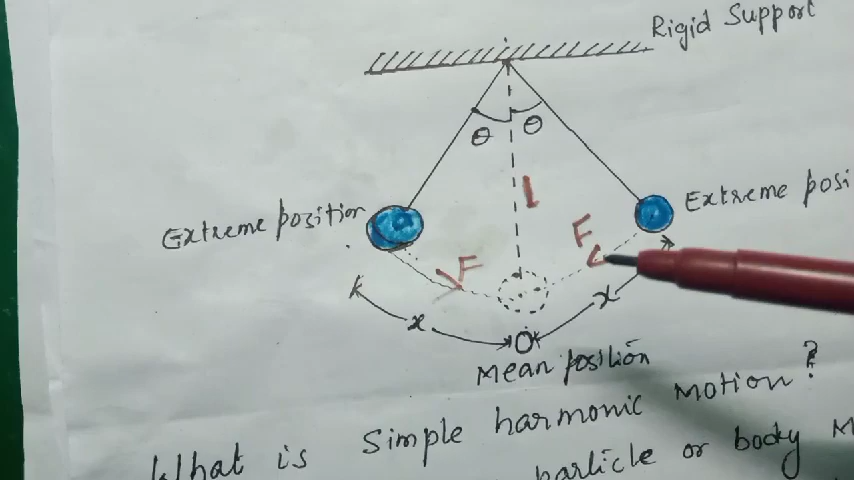 Rigid Support
θ θ
l
Extreme position
Extreme posi
F
F
x
x
O
Mean position
What is Simple harmonic motion?
particle or body M